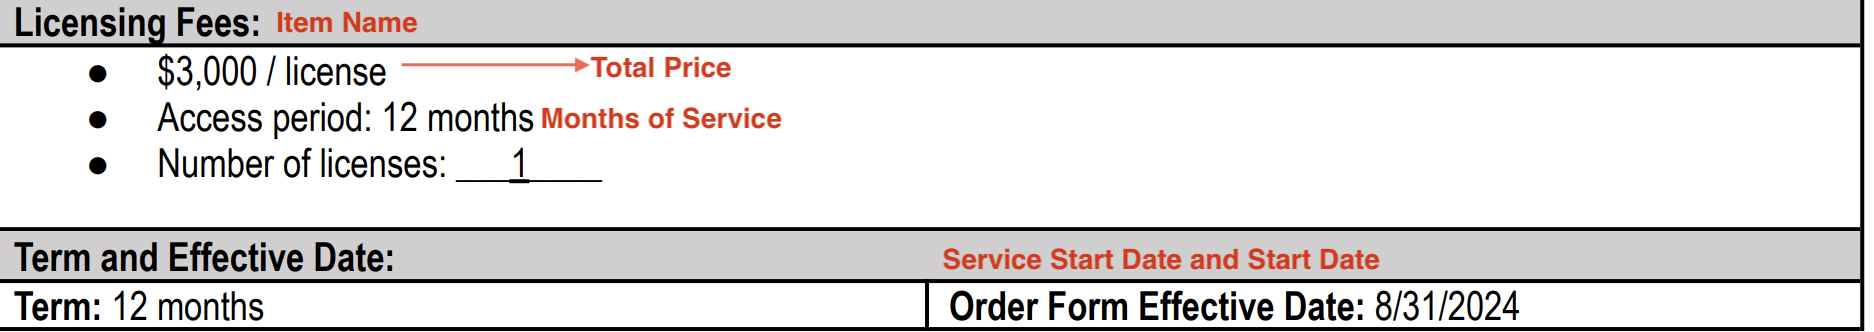 Licensing Fees: Item Name
● $3,000 / license Total Price
● Access period: 12 months Months of Service
● Number of licenses: ___1____
Term and Effective Date: Service Start Date and Start Date
Term: 12 months Order Form Effective Date: 8/31/2024